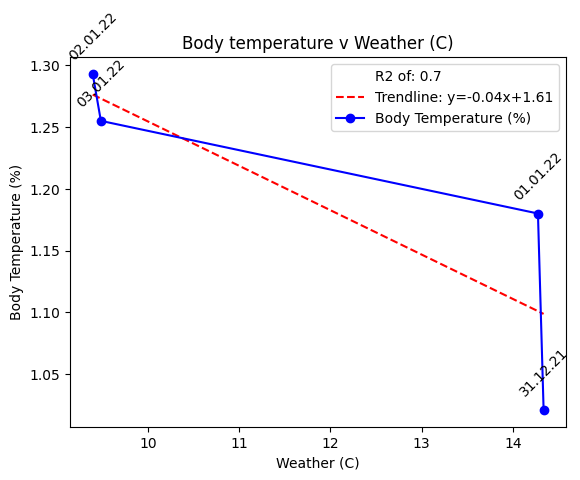 Body temperature v Weather (C)
R2 of: 0.7
Trendline: y=-0.04x+1.61
Body Temperature (%)
02.01.22
03.01.22
01.01.22
31.12.21
Body Temperature (%)
1.30
1.25
1.20
1.15
1.10
1.05
10 11 12 13 14
Weather (C)